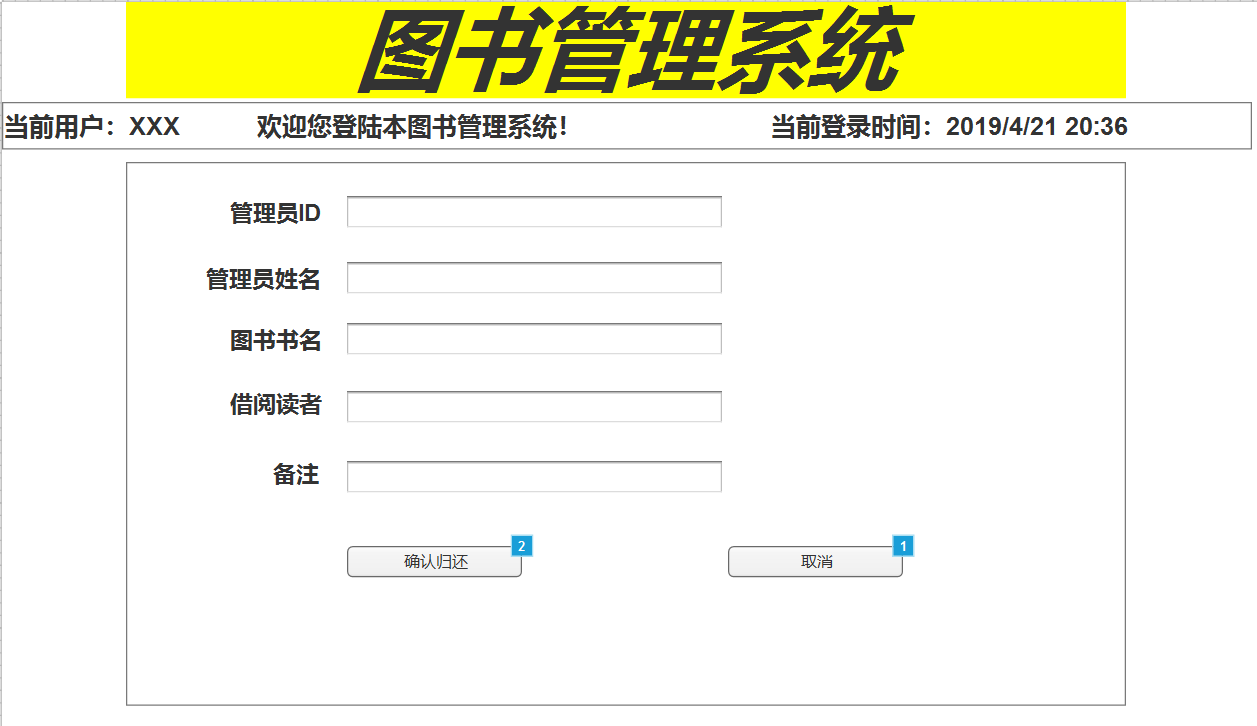 图书管理系统
当前用户：XXX 欢迎您登陆本图书管理系统！ 当前登录时间：2019/4/21 20:36
管理员ID
管理员姓名
图书书名
借阅读者
备注
确认归还 2 取消 1